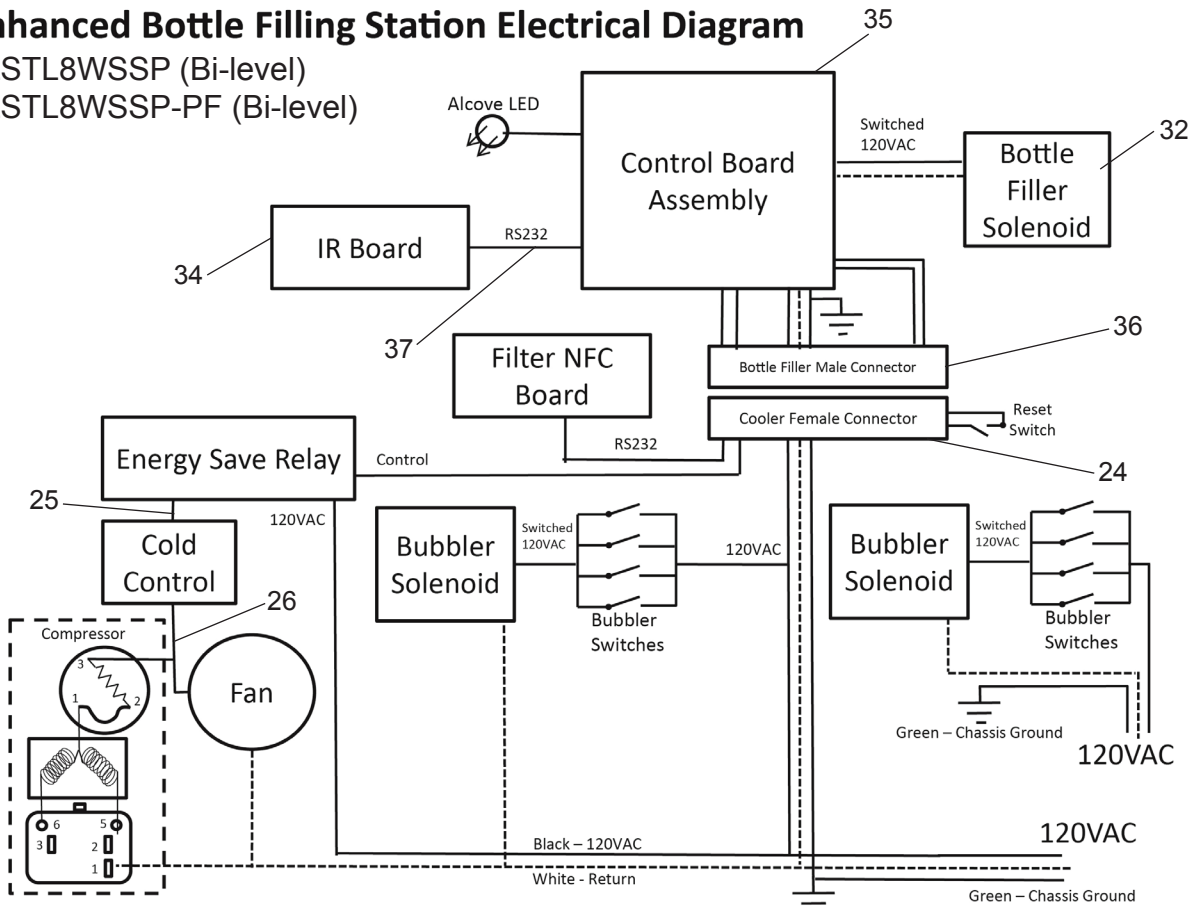 nhanced Bottle Filling Station Electrical Diagram
STL8WSSP (Bi-level)
STL8WSSP-PF (Bi-level)
35
Alcove LED
Switched
120VAC
32
Control Board
Assembly
Bottle
Filler
Solenoid
IR Board
RS232
34
37
36
Filter NFC
Board
Bottle Filler Male Connector
Cooler Female Connector
Reset
Switch
RS232
Energy Save Relay
Control
24
25
120VAC
Cold
Control
Bubbler
Solenoid
Switched
120VAC
120VAC
Bubbler
Switches
Bubbler
Solenoid
Switched
120VAC
Bubbler
Switches
26
Compressor
3
1
2
Fan
Green – Chassis Ground
120VAC
6
5
3
2
1
Black – 120VAC
120VAC
White - Return
Green – Chassis Ground